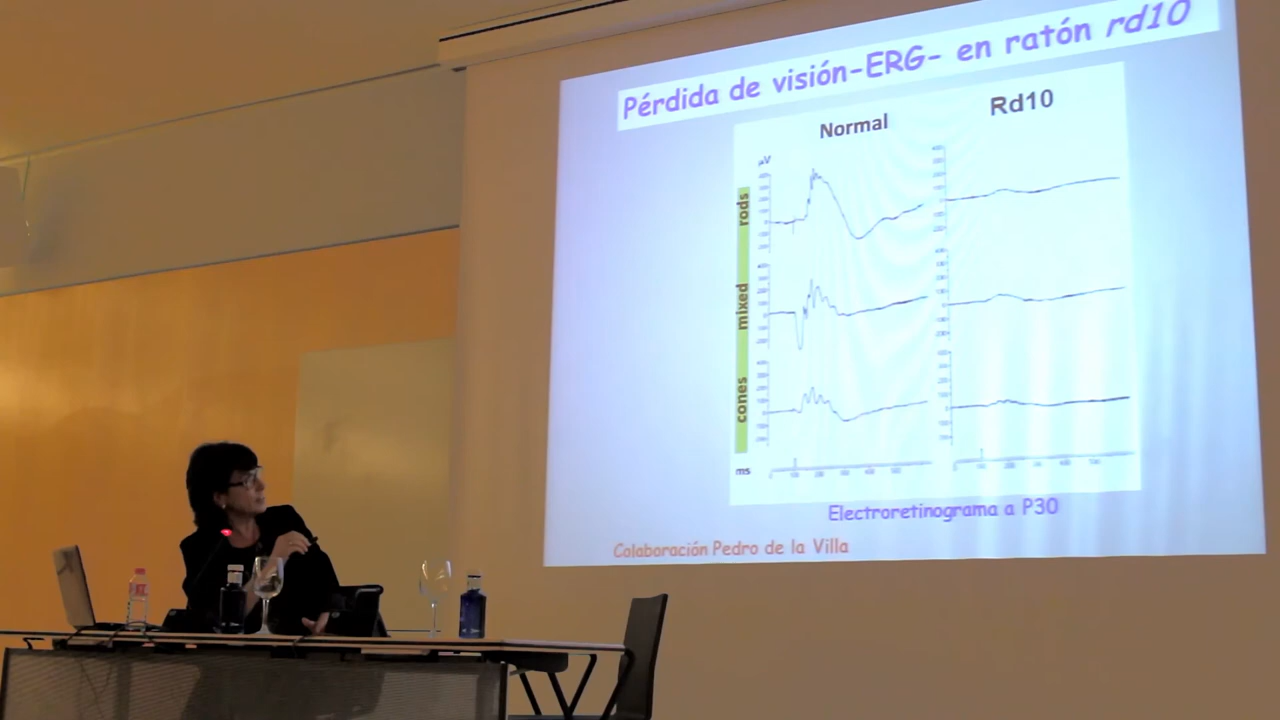 Pérdida de visión-ERG- en ratón rd10
Normal
Rd10
µV
rods
mixed
cones
ms
Electroretinograma a P30
Colaboración Pedro de la Villa